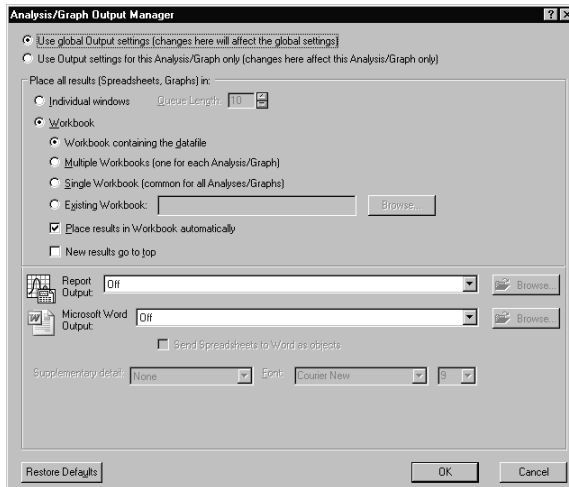 Analysis/Graph Output Manager
Use global Output settings (changes here will affect the global settings)
Use Output settings for this Analysis/Graph only (changes here affect this Analysis/Graph only)
Place all results (Spreadsheets, Graphs) in:
Individual windows Queue Length: 10
Workbook
Workbook containing the datafile
Multiple Workbooks (one for each Analysis/Graph)
Single Workbook (common for all Analyses/Graphs)
Existing Workbook: Browse...
Place results in Workbook automatically
New results go to top
Report Output: Off Browse...
Microsoft Word Output: Off Browse...
Send Spreadsheets to Word as objects
Supplementary detail: None Font: Courier New 9
Restore Defaults OK Cancel